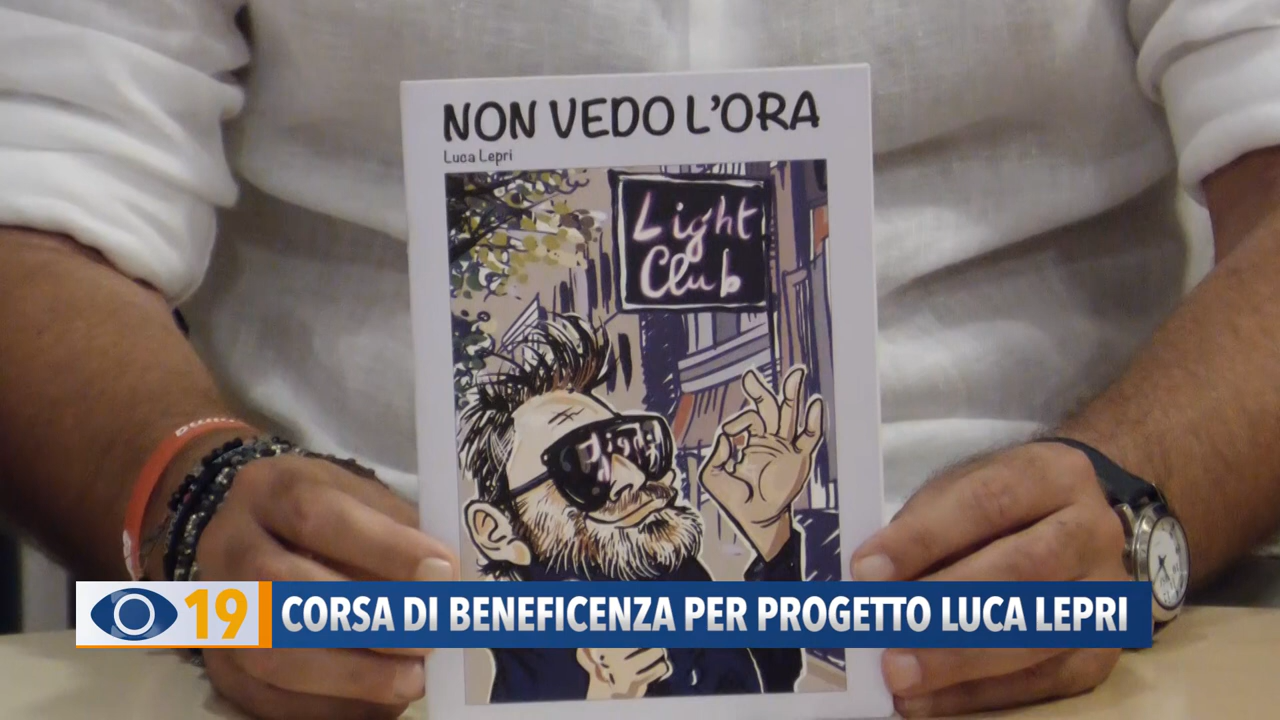 NON VEDO L'ORA
Luca Lepri
Light
Club
19
CORSA DI BENEFICENZA PER PROGETTO LUCA LEPRI